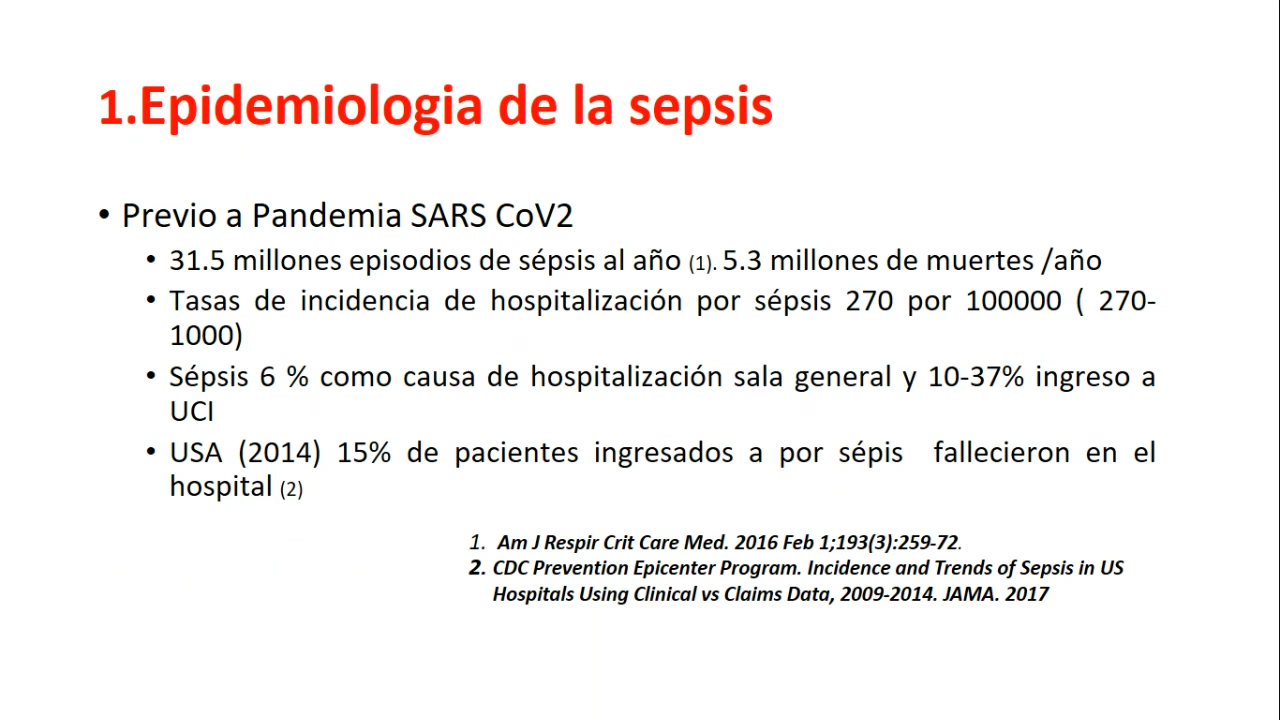 1.Epidemiologia de la sepsis
• Previo a Pandemia SARS CoV2
• 31.5 millones episodios de sépsis al año (1). 5.3 millones de muertes /año
• Tasas de incidencia de hospitalización por sépsis 270 por 100000 ( 270-
1000)
• Sépsis 6 % como causa de hospitalización sala general y 10-37% ingreso a
UCI
• USA (2014) 15% de pacientes ingresados a por sépis fallecieron en el
hospital (2)
1. Am J Respir Crit Care Med. 2016 Feb 1;193(3):259-72.
2. CDC Prevention Epicenter Program. Incidence and Trends of Sepsis in US
Hospitals Using Clinical vs Claims Data, 2009-2014. JAMA. 2017